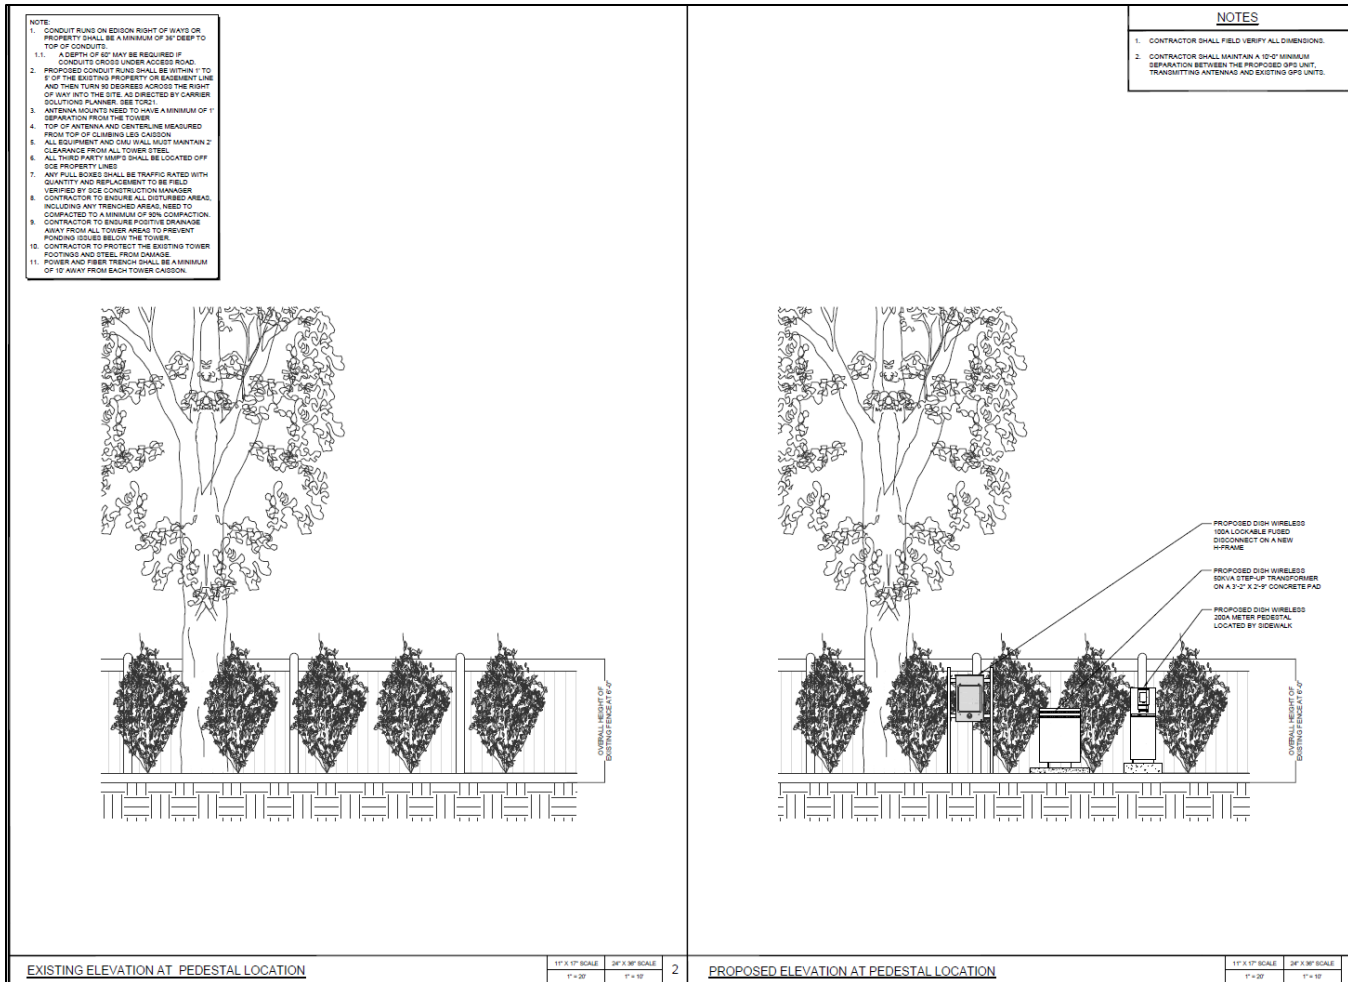 NOTE:
1. CONDUIT RUNS ON EDISON RIGHT OF WAYS OR
PROPERTY SHALL BE A MINIMUM OF 36" DEEP TO
TOP OF CONDUITS.
1.1. A DEPTH OF 60" MAY BE REQUIRED IF
CONDUITS CROSS UNDER ACCESS ROAD.
2. PROPOSED CONDUIT RUNS SHALL BE WITHIN 1' TO
5' OF THE EXISTING PROPERTY OR EASEMENT LINE
AND THEN TURN 90 DEGREES ACROSS THE RIGHT
OF WAY INTO THE SITE. AS DIRECTED BY CARRIER
SOLUTIONS PLANNER. SEE TCR21.
3. ANTENNA MOUNTS NEED TO HAVE A MINIMUM OF 1'
SEPARATION FROM THE TOWER
4. TOP OF ANTENNA AND CENTERLINE MEASURED
FROM TOP OF CLIMBING LEG CAISSON
5. ALL EQUIPMENT AND CMU WALL MUST MAINTAIN 2'
CLEARANCE FROM ALL TOWER STEEL
6. ALL THIRD PARTY MMP'S SHALL BE LOCATED OFF
SCE PROPERTY LINES
7. ANY PULL BOXES SHALL BE TRAFFIC RATED WITH
QUANTITY AND REPLACEMENT TO BE FIELD
VERIFIED BY SCE CONSTRUCTION MANAGER
8. CONTRACTOR TO ENSURE ALL DISTURBED AREAS,
INCLUDING ANY TRENCHED AREAS, NEED TO
COMPACTED TO A MINIMUM OF 90% COMPACTION.
9. CONTRACTOR TO ENSURE POSITIVE DRAINAGE
AWAY FROM ALL TOWER AREAS TO PREVENT
PONDING ISSUES BELOW THE TOWER.
10. CONTRACTOR TO PROTECT THE EXISTING TOWER
FOOTINGS AND STEEL FROM DAMAGE.
11. POWER AND FIBER TRENCH SHALL BE A MINIMUM
OF 10' AWAY FROM EACH TOWER CAISSON.
OVERALL HEIGHT OF
EXISTING FENCE AT 6'-0"
EXISTING ELEVATION AT PEDESTAL LOCATION
11" X 17" SCALE 24" X 36" SCALE
1" = 20' 1" = 10'
2
NOTES
1. CONTRACTOR SHALL FIELD VERIFY ALL DIMENSIONS.
2. CONTRACTOR SHALL MAINTAIN A 10'-0" MINIMUM
SEPARATION BETWEEN THE PROPOSED GPS UNIT,
TRANSMITTING ANTENNAS AND EXISTING GPS UNITS.
PROPOSED DISH WIRELESS
100A LOCKABLE FUSED
DISCONNECT ON A NEW
H-FRAME
PROPOSED DISH WIRELESS
50KVA STEP-UP TRANSFORMER
ON A 3'-2" X 2'-9" CONCRETE PAD
PROPOSED DISH WIRELESS
200A METER PEDESTAL
LOCATED BY SIDEWALK
OVERALL HEIGHT OF
EXISTING FENCE AT 6'-0"
PROPOSED ELEVATION AT PEDESTAL LOCATION
11" X 17" SCALE 24" X 36" SCALE
1" = 20' 1" = 10'